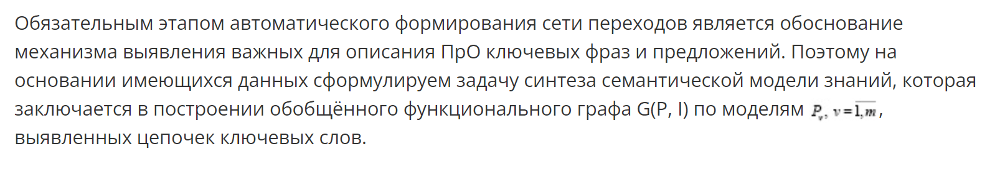 Обязательным этапом автоматического формирования сети переходов является обоснование
механизма выявления важных для описания ПрО ключевых фраз и предложений. Поэтому на
основании имеющихся данных сформулируем задачу синтеза семантической модели знаний, которая
заключается в построении обобщённого функционального графа G(P, I) по моделям Pᵥ, v = 1,m̅,
выявленных цепочек ключевых слов.